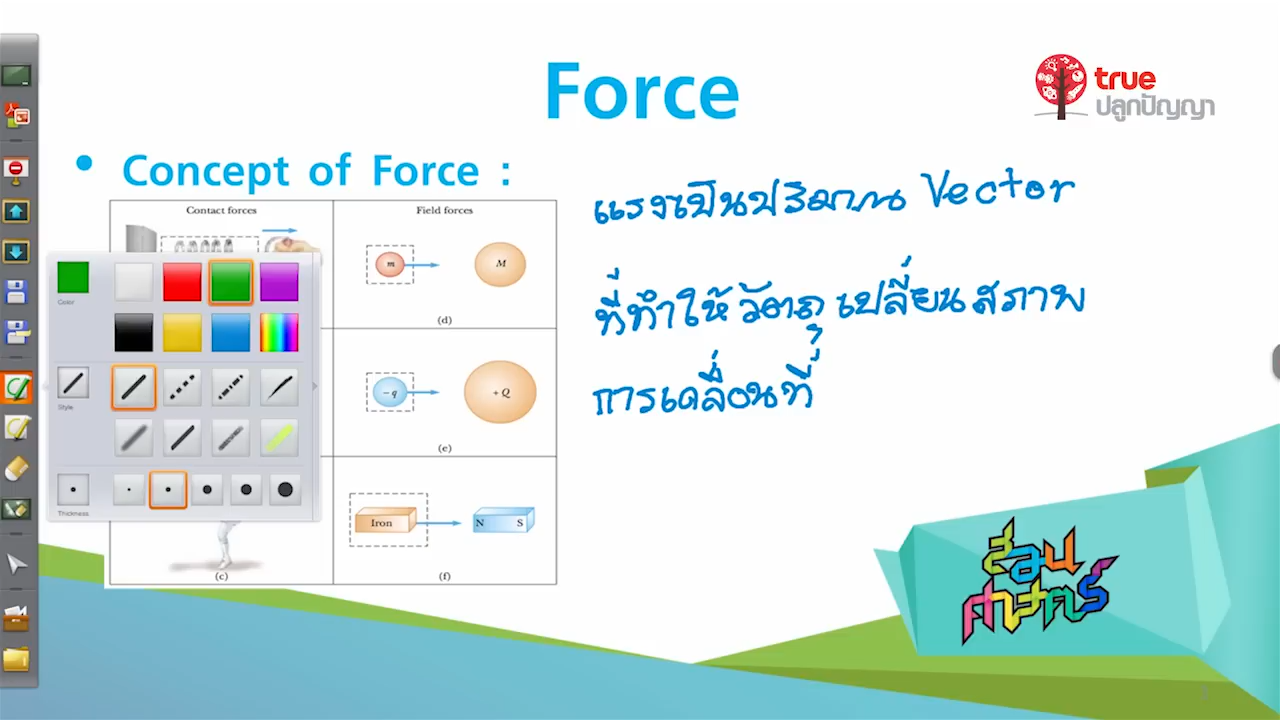 Force
true
ปลูกปัญญา
• Concept of Force :
แรงเป็นปริมาณ Vector
ที่ทำให้วัตถุเปลี่ยนสภาพ
การเคลื่อนที่
Contact forces
Field forces
m
M
(d)
−q
+Q
(e)
Iron
N S
(c)
(f)
Color
Style
Thickness
สอน
ศาสตร์